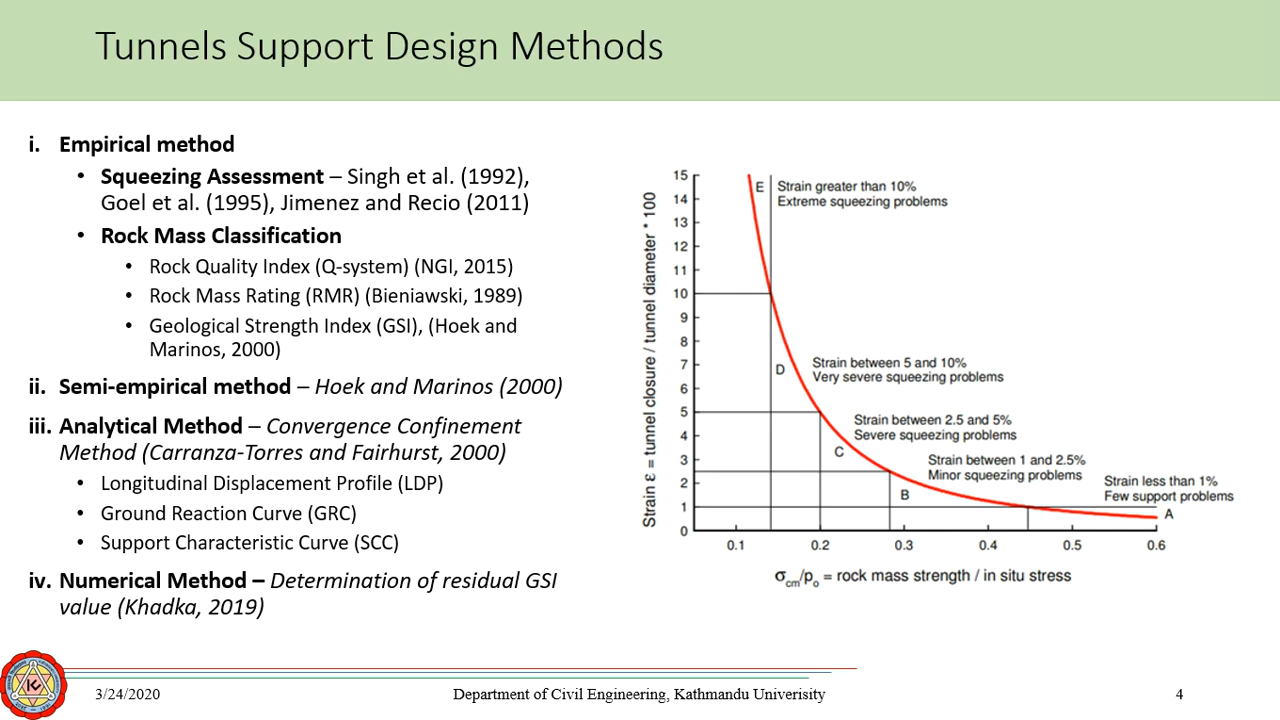 Tunnels Support Design Methods
i. Empirical method
• Squeezing Assessment – Singh et al. (1992),
Goel et al. (1995), Jimenez and Recio (2011)
• Rock Mass Classification
• Rock Quality Index (Q-system) (NGI, 2015)
• Rock Mass Rating (RMR) (Bieniawski, 1989)
• Geological Strength Index (GSI), (Hoek and
Marinos, 2000)
ii. Semi-empirical method – Hoek and Marinos (2000)
iii. Analytical Method – Convergence Confinement
Method (Carranza-Torres and Fairhurst, 2000)
• Longitudinal Displacement Profile (LDP)
• Ground Reaction Curve (GRC)
• Support Characteristic Curve (SCC)
iv. Numerical Method – Determination of residual GSI
value (Khadka, 2019)
Strain ε = tunnel closure / tunnel diameter * 100
15
14
13
12
11
10
9
8
7
6
5
4
3
2
1
0
E
Strain greater than 10%
Extreme squeezing problems
D
Strain between 5 and 10%
Very severe squeezing problems
C
Strain between 2.5 and 5%
Severe squeezing problems
B
Strain between 1 and 2.5%
Minor squeezing problems
Strain less than 1%
Few support problems
A
0.1 0.2 0.3 0.4 0.5 0.6
σcm/po = rock mass strength / in situ stress
3/24/2020
Department of Civil Engineering, Kathmandu Univerisity
4